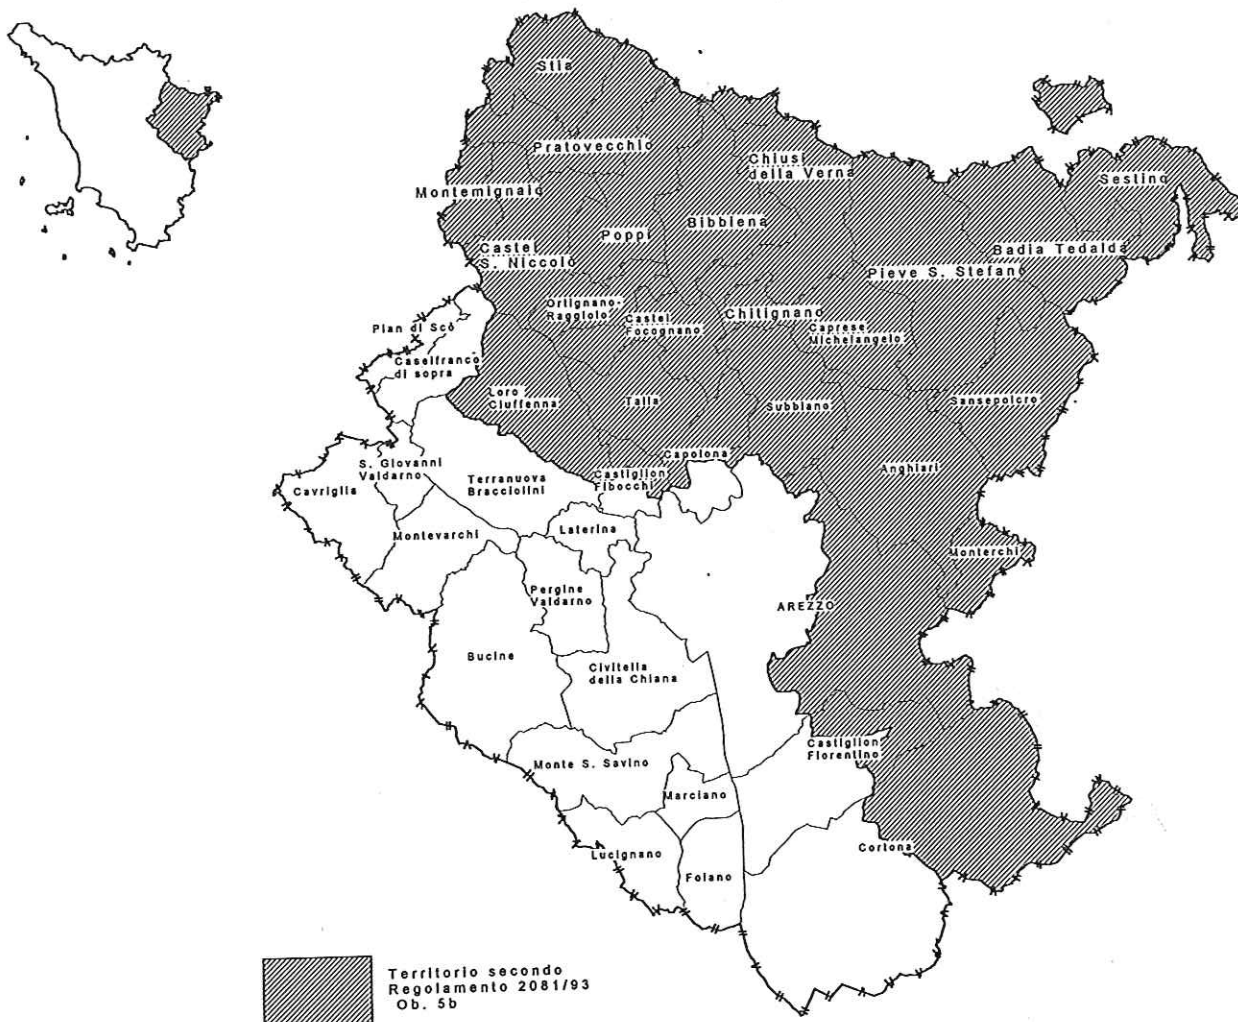 Stia
Pratovecchio
Chiusi
della Verna
Sestino
Montemignaio
Bibbiena
Poppi
Castel
S. Niccolò
Badia Tedalda
Pieve S. Stefano
Ortignano-
Raggiolo
Castel
Focognano
Chitignano
Caprese
Michelangelo
Pian di Scò
Caselfranco
di sopra
Loro
Ciuffenna
Talla
Subbiano
Sansepolcro
Capolona
Anghiari
S. Giovanni
Valdarno
Terranuova
Bracciolini
Castiglion
Fibocchi
Cavriglia
Montevarchi
Laterina
Monterchi
Pergine
Valdarno
AREZZO
Bucine
Civitella
della Chiana
Castiglion
Fiorentino
Monte S. Savino
Marciano
Lucignano
Cortona
Foiano
Territorio secondo
Regolamento 2081/93
Ob. 5b